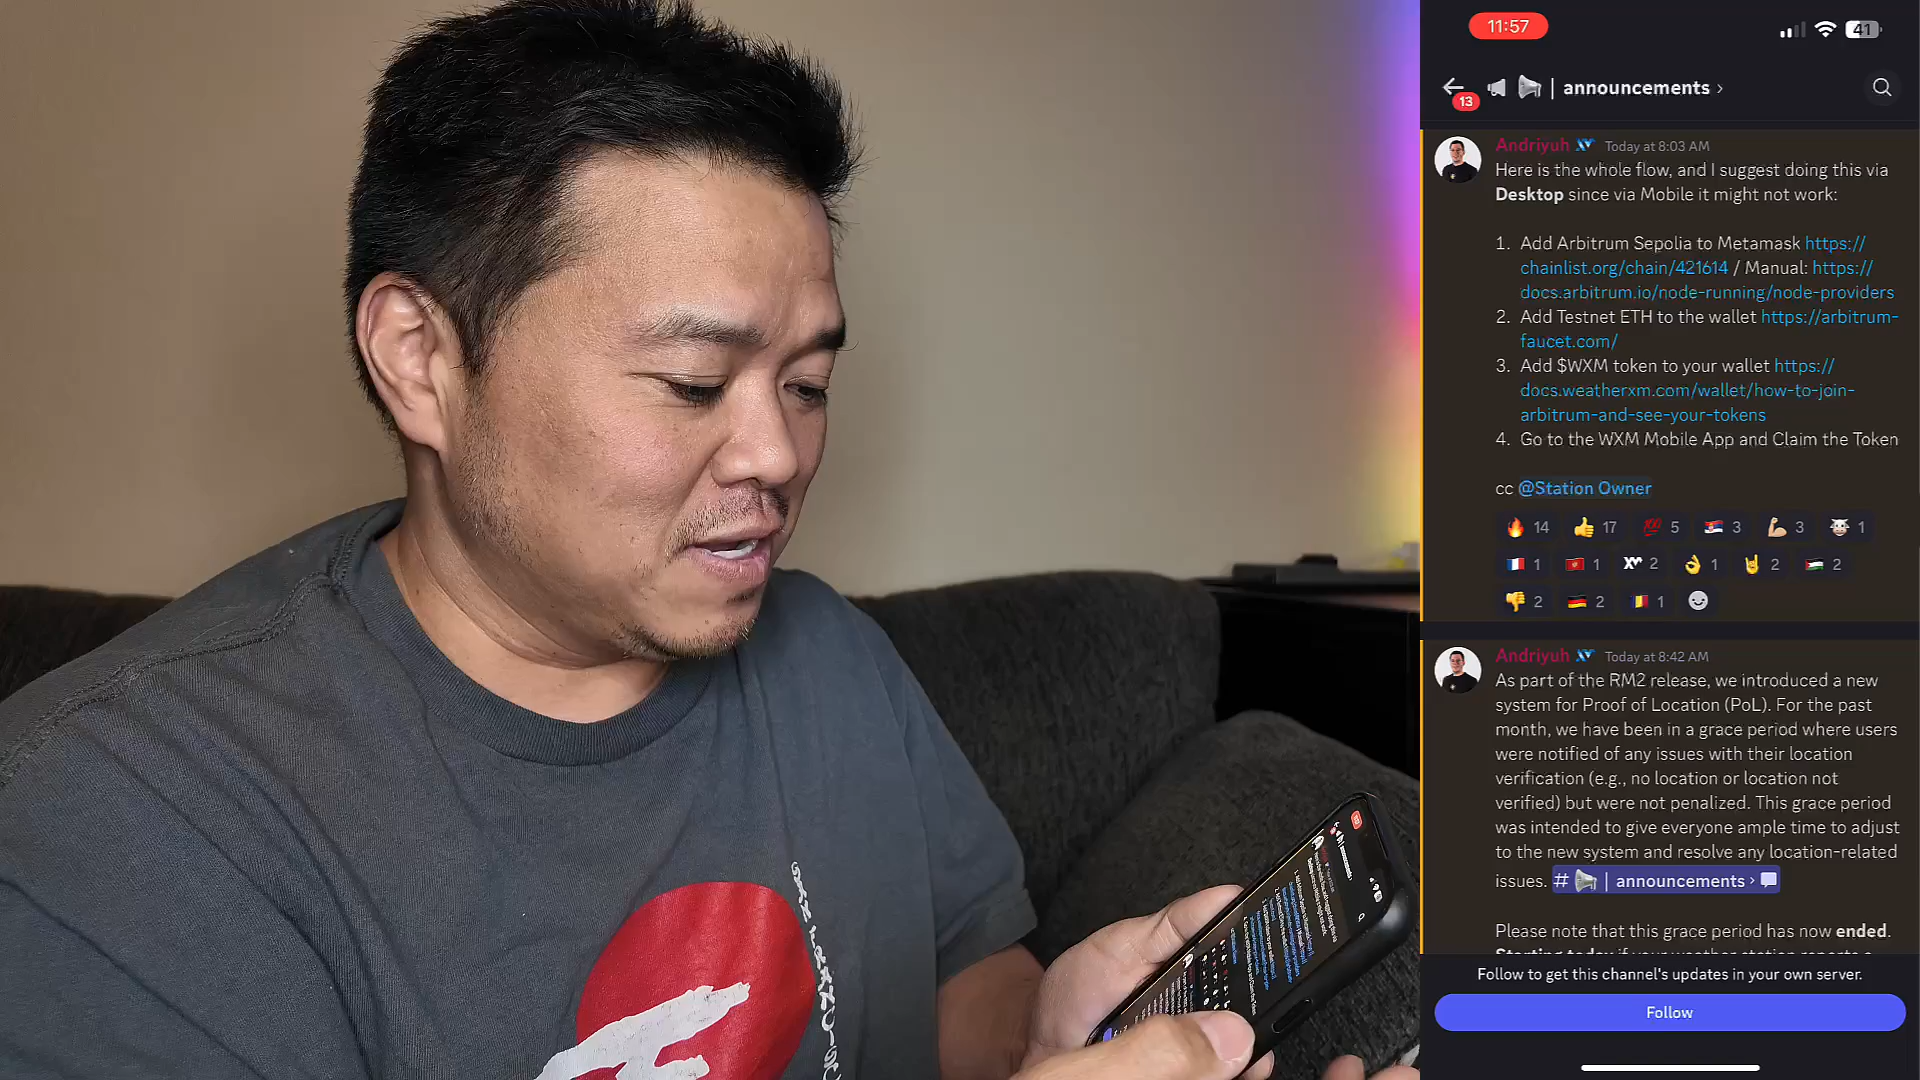 11:57
41
13
| announcements ›
Andriyuh Today at 8:03 AM
Here is the whole flow, and I suggest doing this via
Desktop since via Mobile it might not work:
1. Add Arbitrum Sepolia to Metamask https://
chainlist.org/chain/421614 / Manual: https://
docs.arbitrum.io/node-running/node-providers
2. Add Testnet ETH to the wallet https://arbitrum-
faucet.com/
3. Add $WXM token to your wallet https://
docs.weatherxm.com/wallet/how-to-join-
arbitrum-and-see-your-tokens
4. Go to the WXM Mobile App and Claim the Token
cc @Station Owner
14 17 5 3 3 1
1 1 2 1 2 2
2 2 1
Andriyuh Today at 8:42 AM
As part of the RM2 release, we introduced a new
system for Proof of Location (PoL). For the past
month, we have been in a grace period where users
were notified of any issues with their location
verification (e.g., no location or location not
verified) but were not penalized. This grace period
was intended to give everyone ample time to adjust
to the new system and resolve any location-related
issues. # | announcements ›
Please note that this grace period has now ended.
Starting today if your weather station reports a
Follow to get this channel's updates in your own server.
Follow